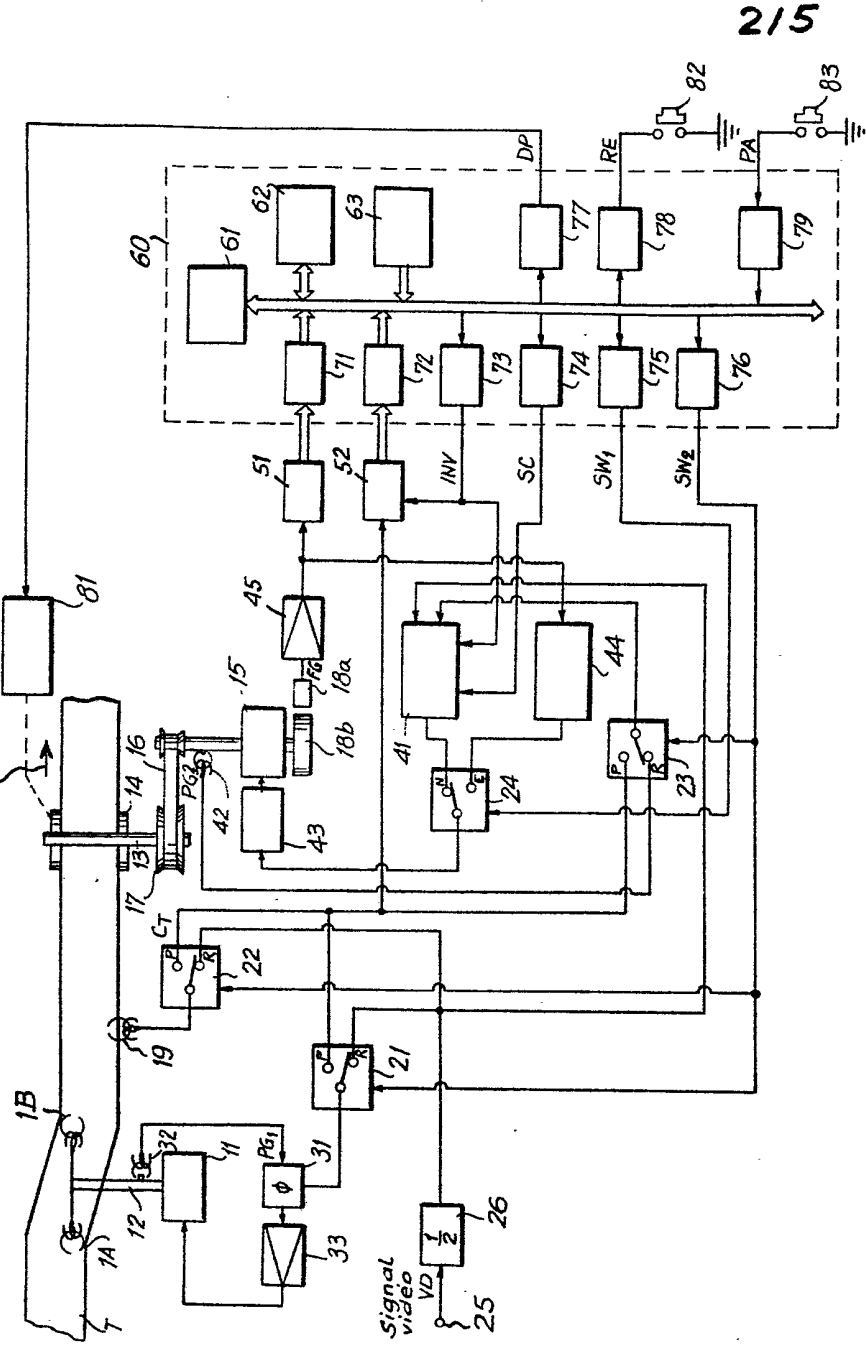 2/5
82
83
RE
PA
DP
60
61
62
63
77
78
79
71
72
73
74
75
76
51
52
INV
SC
SW1
SW2
81
45
FG
18a
15
18b
16
14
13
17
PG2
42
43
41
44
N
E
24
P
R
23
CT
P
R
22
19
P
R
21
1B
32
11
12
1A
T
PG1
31
Φ
33
1/2
26
Signal
vidéo
VD
25